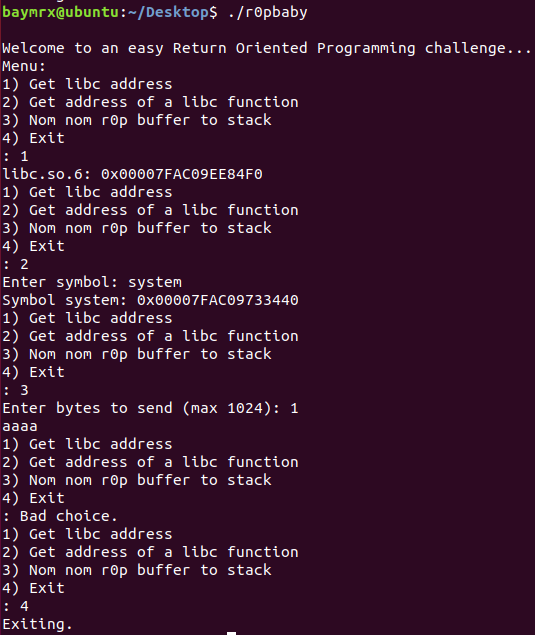 baymrx@ubuntu:~/Desktop$ ./r0pbaby
Welcome to an easy Return Oriented Programming challenge...
Menu:
1) Get libc address
2) Get address of a libc function
3) Nom nom r0p buffer to stack
4) Exit
: 1
libc.so.6: 0x00007FAC09EE84F0
1) Get libc address
2) Get address of a libc function
3) Nom nom r0p buffer to stack
4) Exit
: 2
Enter symbol: system
Symbol system: 0x00007FAC09733440
1) Get libc address
2) Get address of a libc function
3) Nom nom r0p buffer to stack
4) Exit
: 3
Enter bytes to send (max 1024): 1
aaaa
1) Get libc address
2) Get address of a libc function
3) Nom nom r0p buffer to stack
4) Exit
: Bad choice.
1) Get libc address
2) Get address of a libc function
3) Nom nom r0p buffer to stack
4) Exit
: 4
Exiting.